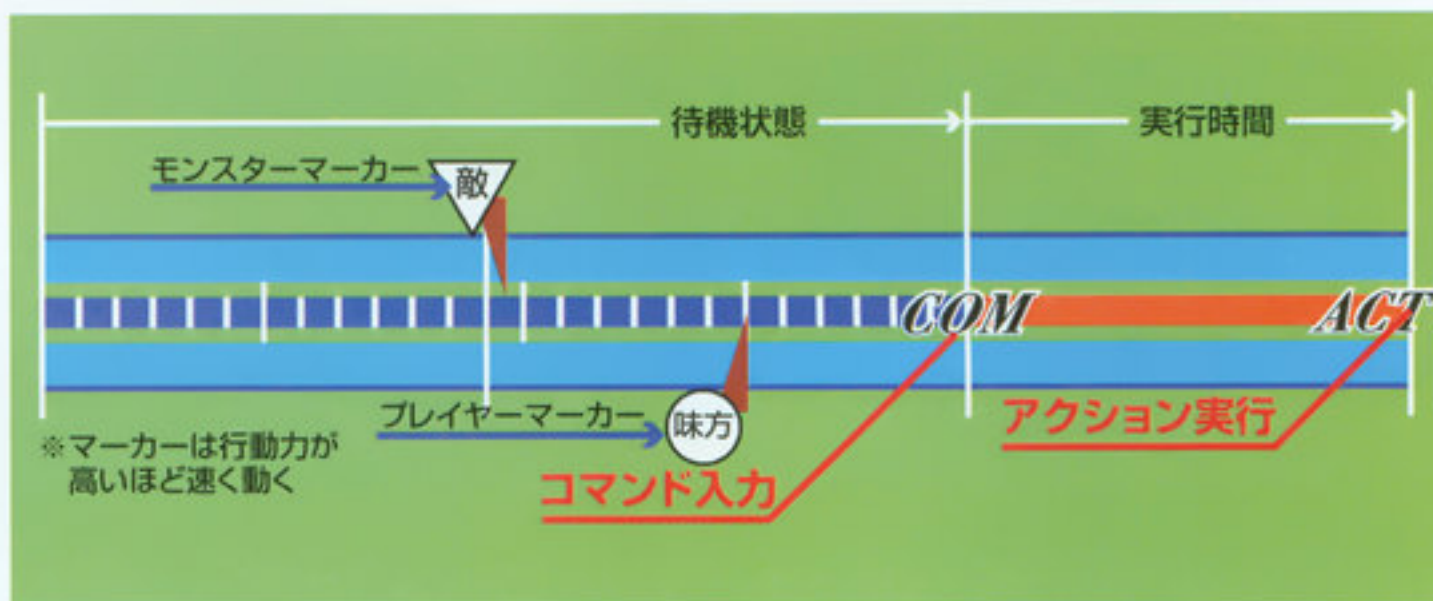 待機状態
実行時間
モンスターマーカー
敵
COM
ACT
プレイヤーマーカー
味方
アクション実行
※マーカーは行動力が
高いほど速く動く
コマンド入力